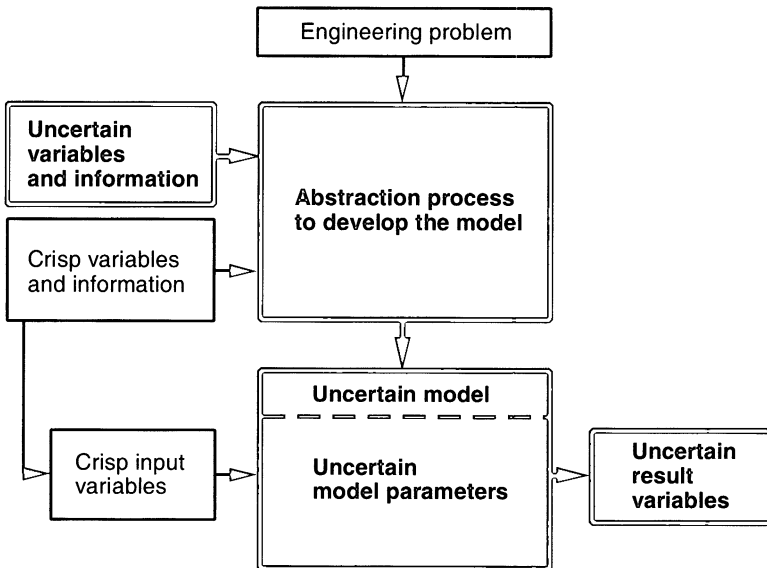 Engineering problem
Uncertain
variables
and information
Abstraction process
to develop the model
Crisp variables
and information
Uncertain model
Crisp input
variables
Uncertain
model parameters
Uncertain
result
variables